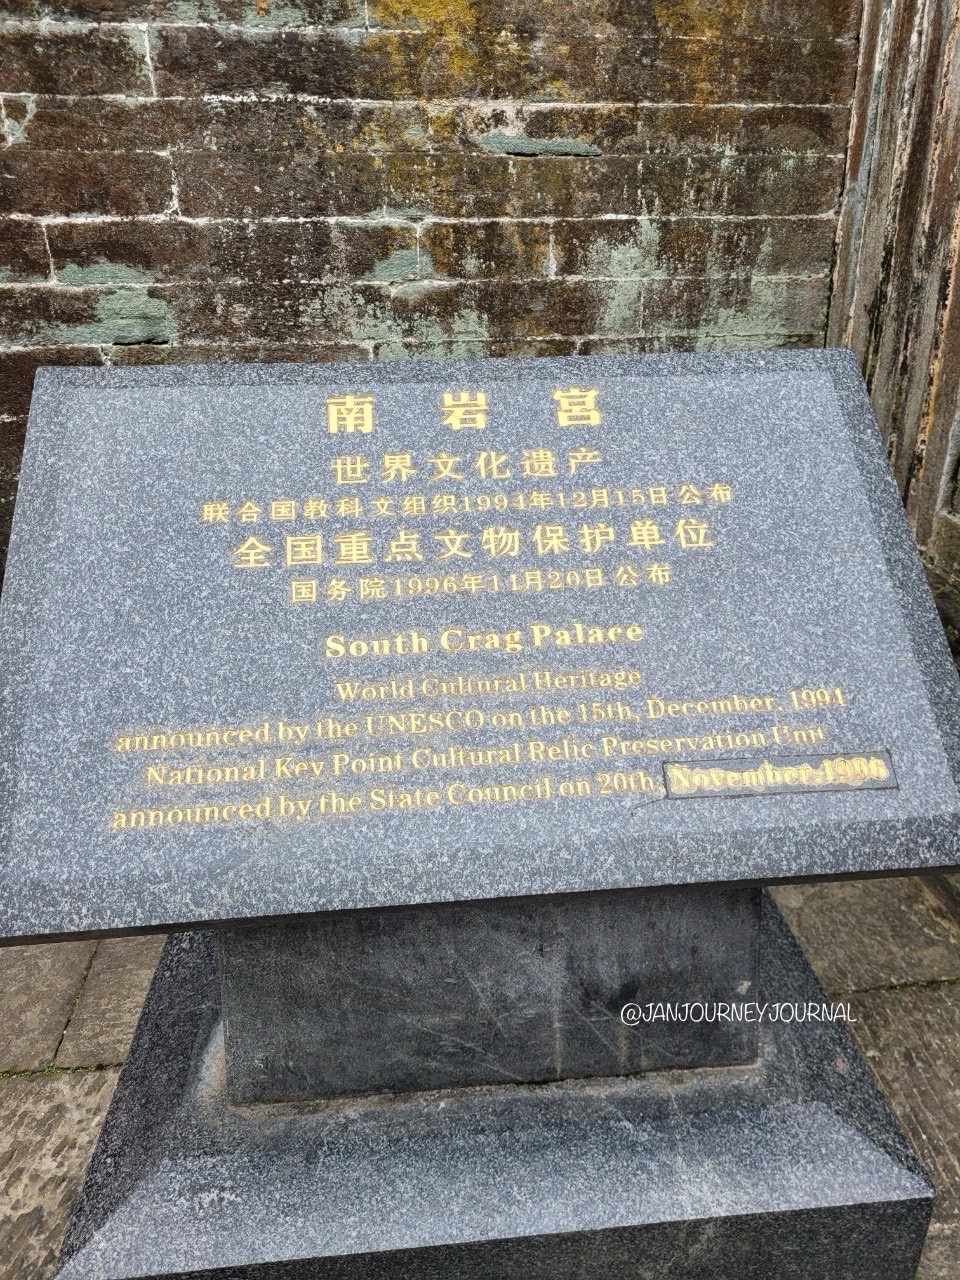 南岩宫
世界文化遗产
联合国教科文组织1994年12月15日公布
全国重点文物保护单位
国务院1996年11月20日公布
South Crag Palace
World Cultural Heritage
announced by the UNESCO on the 15th, December, 1994
National Key Point Cultural Relic Preservation Unit
announced by the State Council on 20th, November,1996
@JANJOURNEYJOURNAL